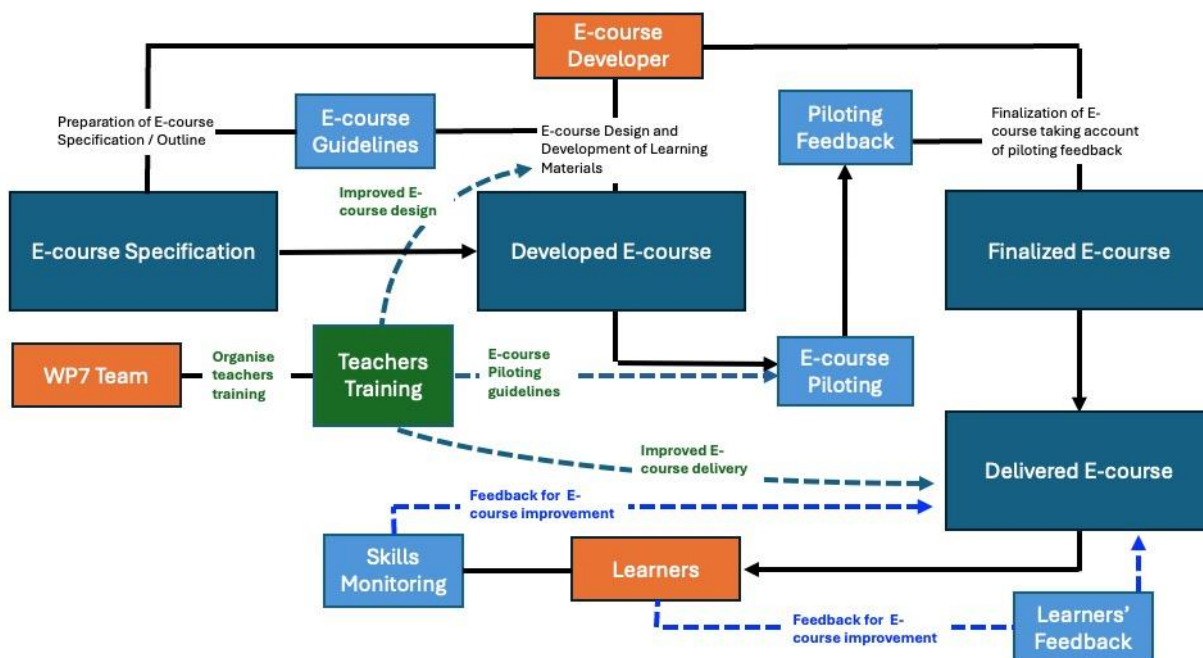 E-course
Developer
Preparation of E-course
Specification / Outline
E-course
Guidelines
E-course Design and
Development of Learning
Materials
Piloting
Feedback
Finalization of E-
course taking account
of piloting feedback
Improved E-
course design
E-course Specification
Developed E-course
Finalized E-course
WP7 Team
Organise
teachers
training
Teachers
Training
E-course
Piloting
guidelines
E-course
Piloting
Improved E-
course delivery
Delivered E-course
Feedback for E-
course improvement
Skills
Monitoring
Learners
Feedback for E-
course improvement
Learners’
Feedback